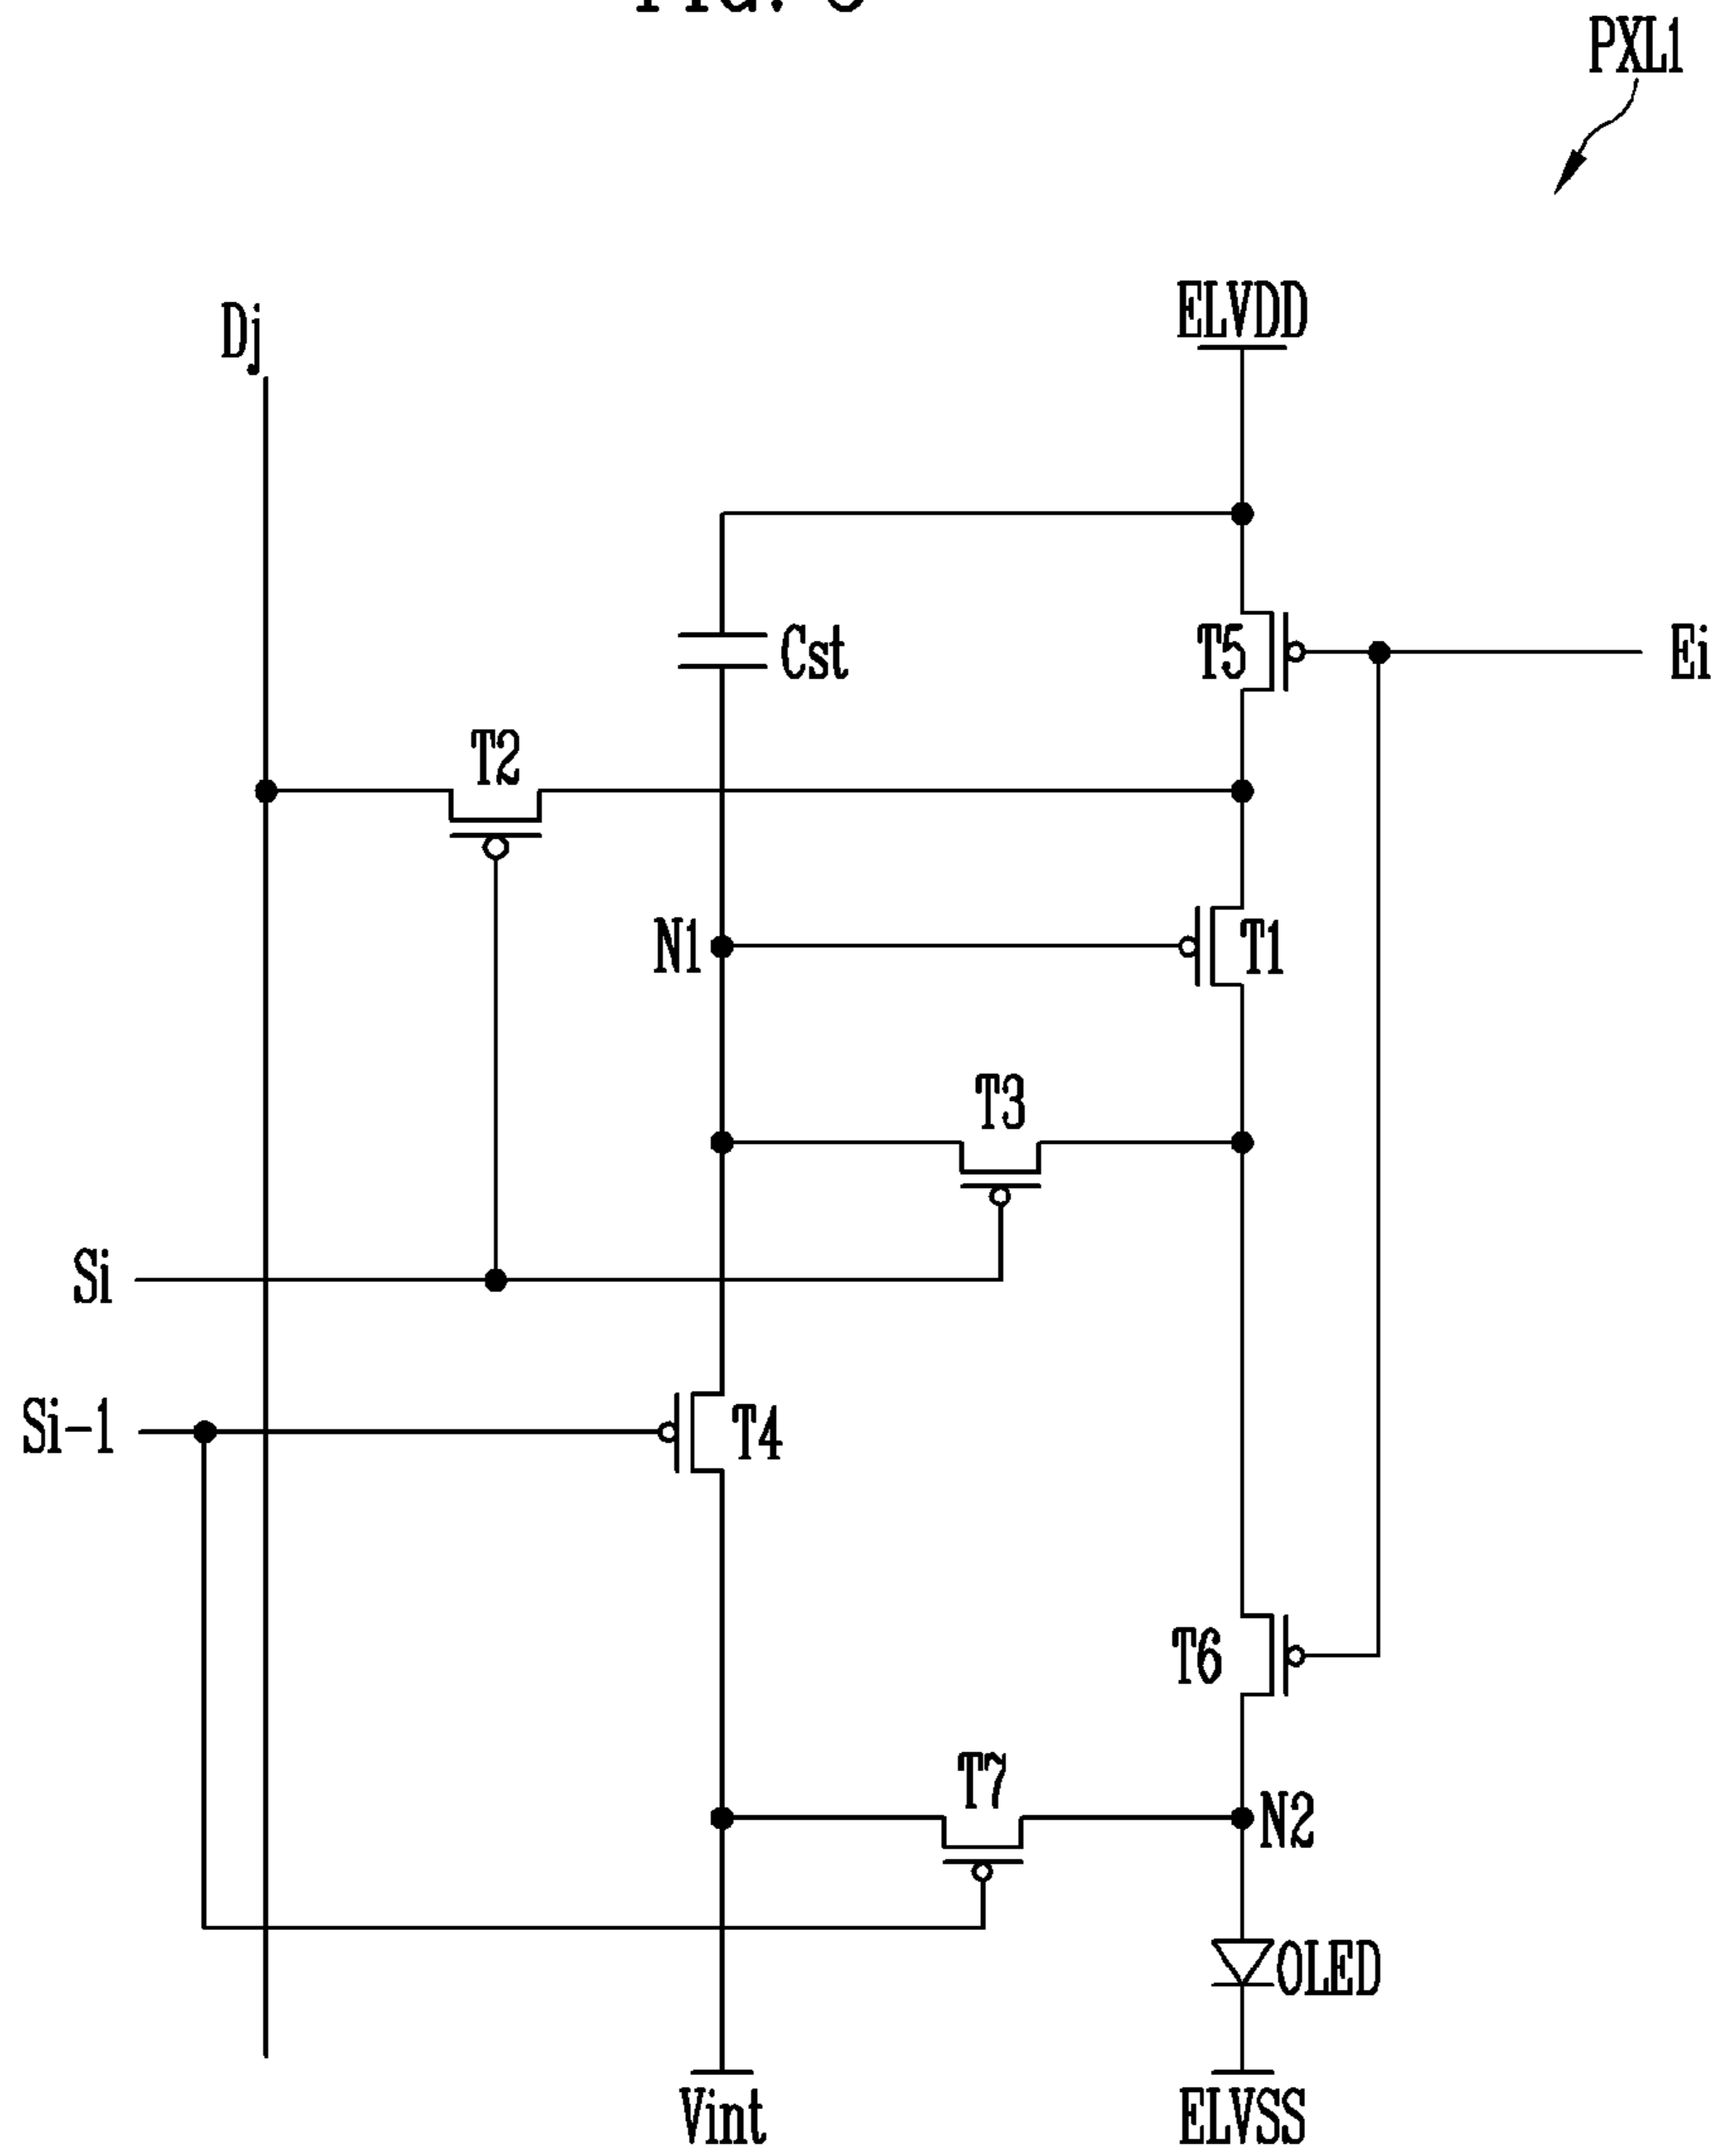 PXL1
ELVDD
Dj
Cst
T5
Ei
T2
N1
T1
T3
Si
Si-1
T4
T6
T7
N2
OLED
Vint
ELVSS